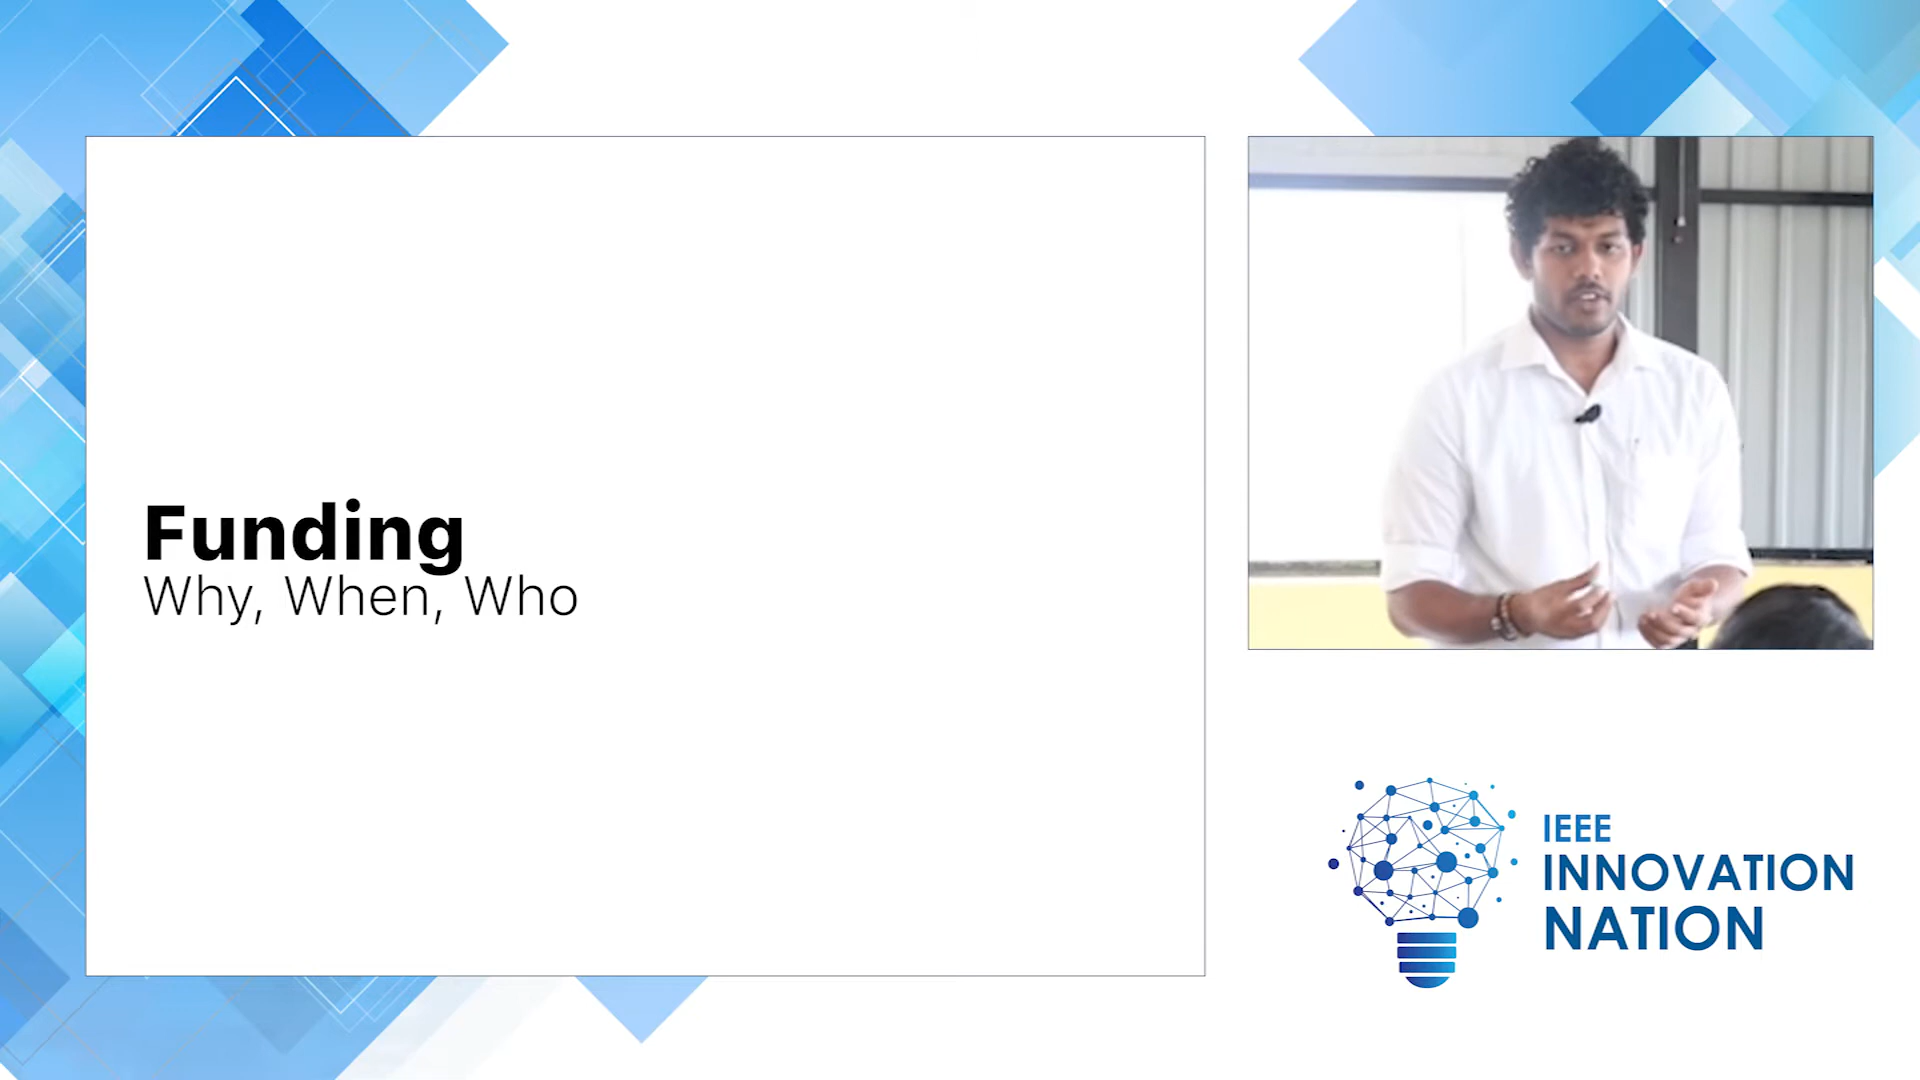 Funding
Why, When, Who
IEEE
INNOVATION
NATION